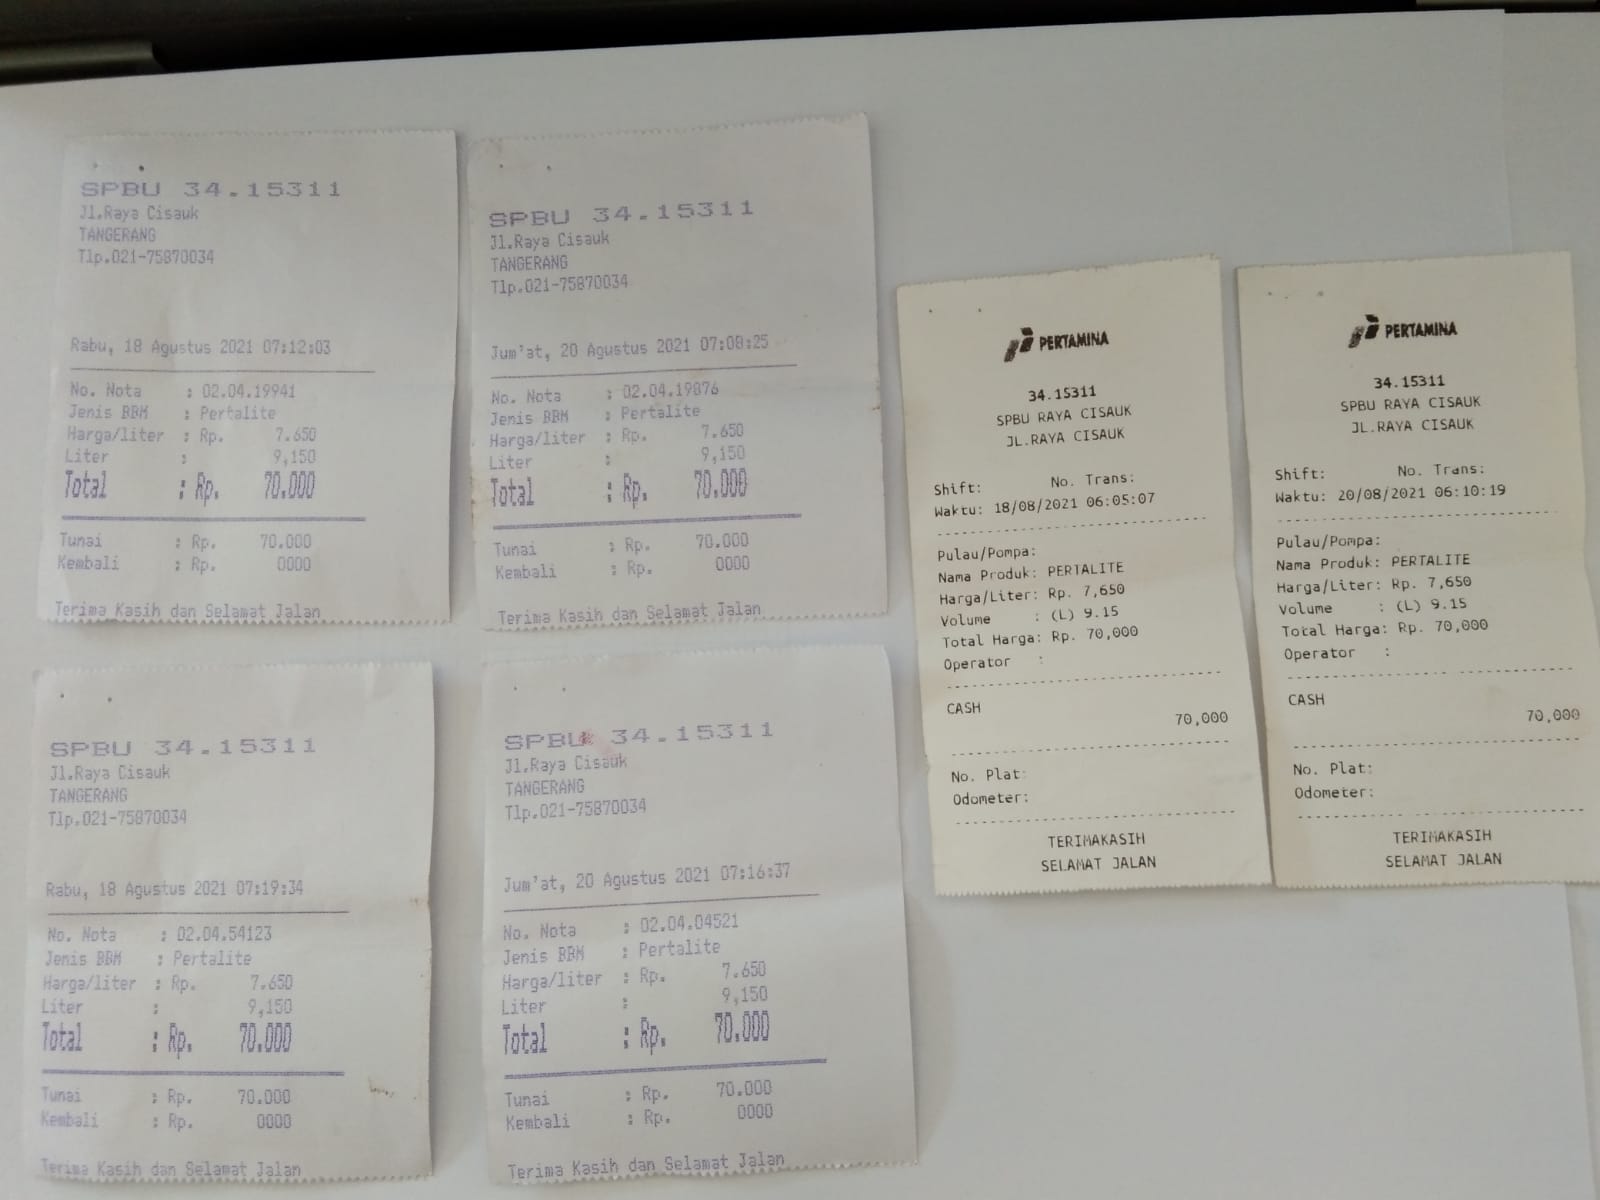 SPBU 34.15311
Jl.Raya Cisauk
TANGERANG
Tlp.021-75870034
Rabu, 18 Agustus 2021 07:12:03
No. Nota : 02.04.19941
Jenis BBM : Pertalite
Harga/liter : Rp. 7.650
Liter : 9,150
Total : Rp. 70.000
Tunai : Rp. 70.000
Kembali : Rp. 0000
Terima Kasih dan Selamat Jalan
SPBU 34.15311
Jl.Raya Cisauk
TANGERANG
Tlp.021-75870034
Jum'at, 20 Agustus 2021 07:08:25
No. Nota : 02.04.19876
Jenis BBM : Pertalite
Harga/liter : Rp. 7.650
Liter : 9,150
Total : Rp. 70.000
Tunai : Rp. 70.000
Kembali : Rp. 0000
Terima Kasih dan Selamat Jalan
PERTAMINA
34.15311
SPBU RAYA CISAUK
JL.RAYA CISAUK
Shift: No. Trans:
Waktu: 18/08/2021 06:05:07
Pulau/Pompa:
Nama Produk: PERTALITE
Harga/Liter: Rp. 7,650
Volume : (L) 9.15
Total Harga: Rp. 70,000
Operator :
CASH
70,000
No. Plat:
Odometer:
TERIMAKASIH
SELAMAT JALAN
PERTAMINA
34.15311
SPBU RAYA CISAUK
JL.RAYA CISAUK
Shift: No. Trans:
Waktu: 20/08/2021 06:10:19
Pulau/Pompa:
Nama Produk: PERTALITE
Harga/Liter: Rp. 7,650
Volume : (L) 9.15
Total Harga: Rp. 70,000
Operator :
CASH
70,000
No. Plat:
Odometer:
TERIMAKASIH
SELAMAT JALAN
SPBU 34.15311
Jl.Raya Cisauk
TANGERANG
Tlp.021-75870034
Rabu, 18 Agustus 2021 07:19:34
No. Nota : 02.04.54123
Jenis BBM : Pertalite
Harga/liter : Rp. 7.650
Liter : 9,150
Total : Rp. 70.000
Tunai : Rp. 70.000
Kembali : Rp. 0000
Terima Kasih dan Selamat Jalan
SPBU 34.15311
Jl.Raya Cisauk
TANGERANG
Tlp.021-75870034
Jum'at, 20 Agustus 2021 07:16:37
No. Nota : 02.04.04521
Jenis BBM : Pertalite
Harga/liter : Rp. 7.650
Liter : 9,150
Total : Rp. 70.000
Tunai : Rp. 70.000
Kembali : Rp. 0000
Terima Kasih dan Selamat Jalan